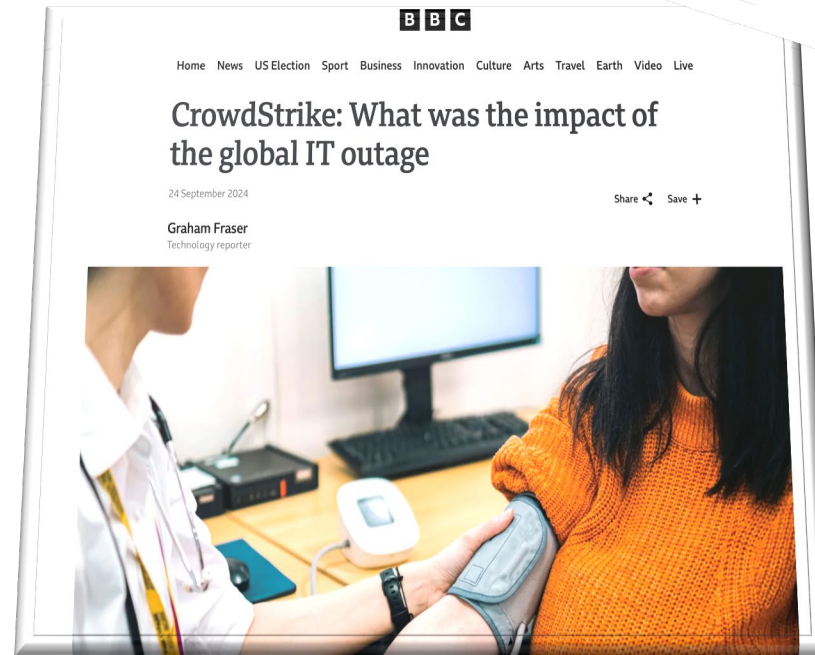 BBC
Home News US Election Sport Business Innovation Culture Arts Travel Earth Video Live
CrowdStrike: What was the impact of
the global IT outage
24 September 2024
Share Save
Graham Fraser
Technology reporter